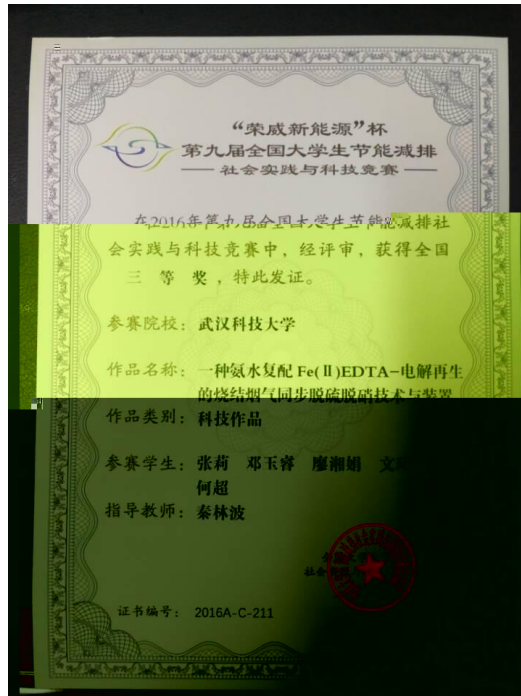 “荣威新能源”杯
第九届全国大学生节能减排
社会实践与科技竞赛
在2016年第九届全国大学生节能减排社
会实践与科技竞赛中，经评审，获得全国
三 等 奖 ，特此发证。
参赛院校：武汉科技大学
作品名称：一种氨水复配 Fe(Ⅱ)EDTA-电解再生
的烧结烟气同步脱硫脱硝技术与装置
作品类别：科技作品
参赛学生：张莉 邓玉睿 廖湘娟 文
何超
指导教师：秦林波
社会
证书编号： 2016A-C-211